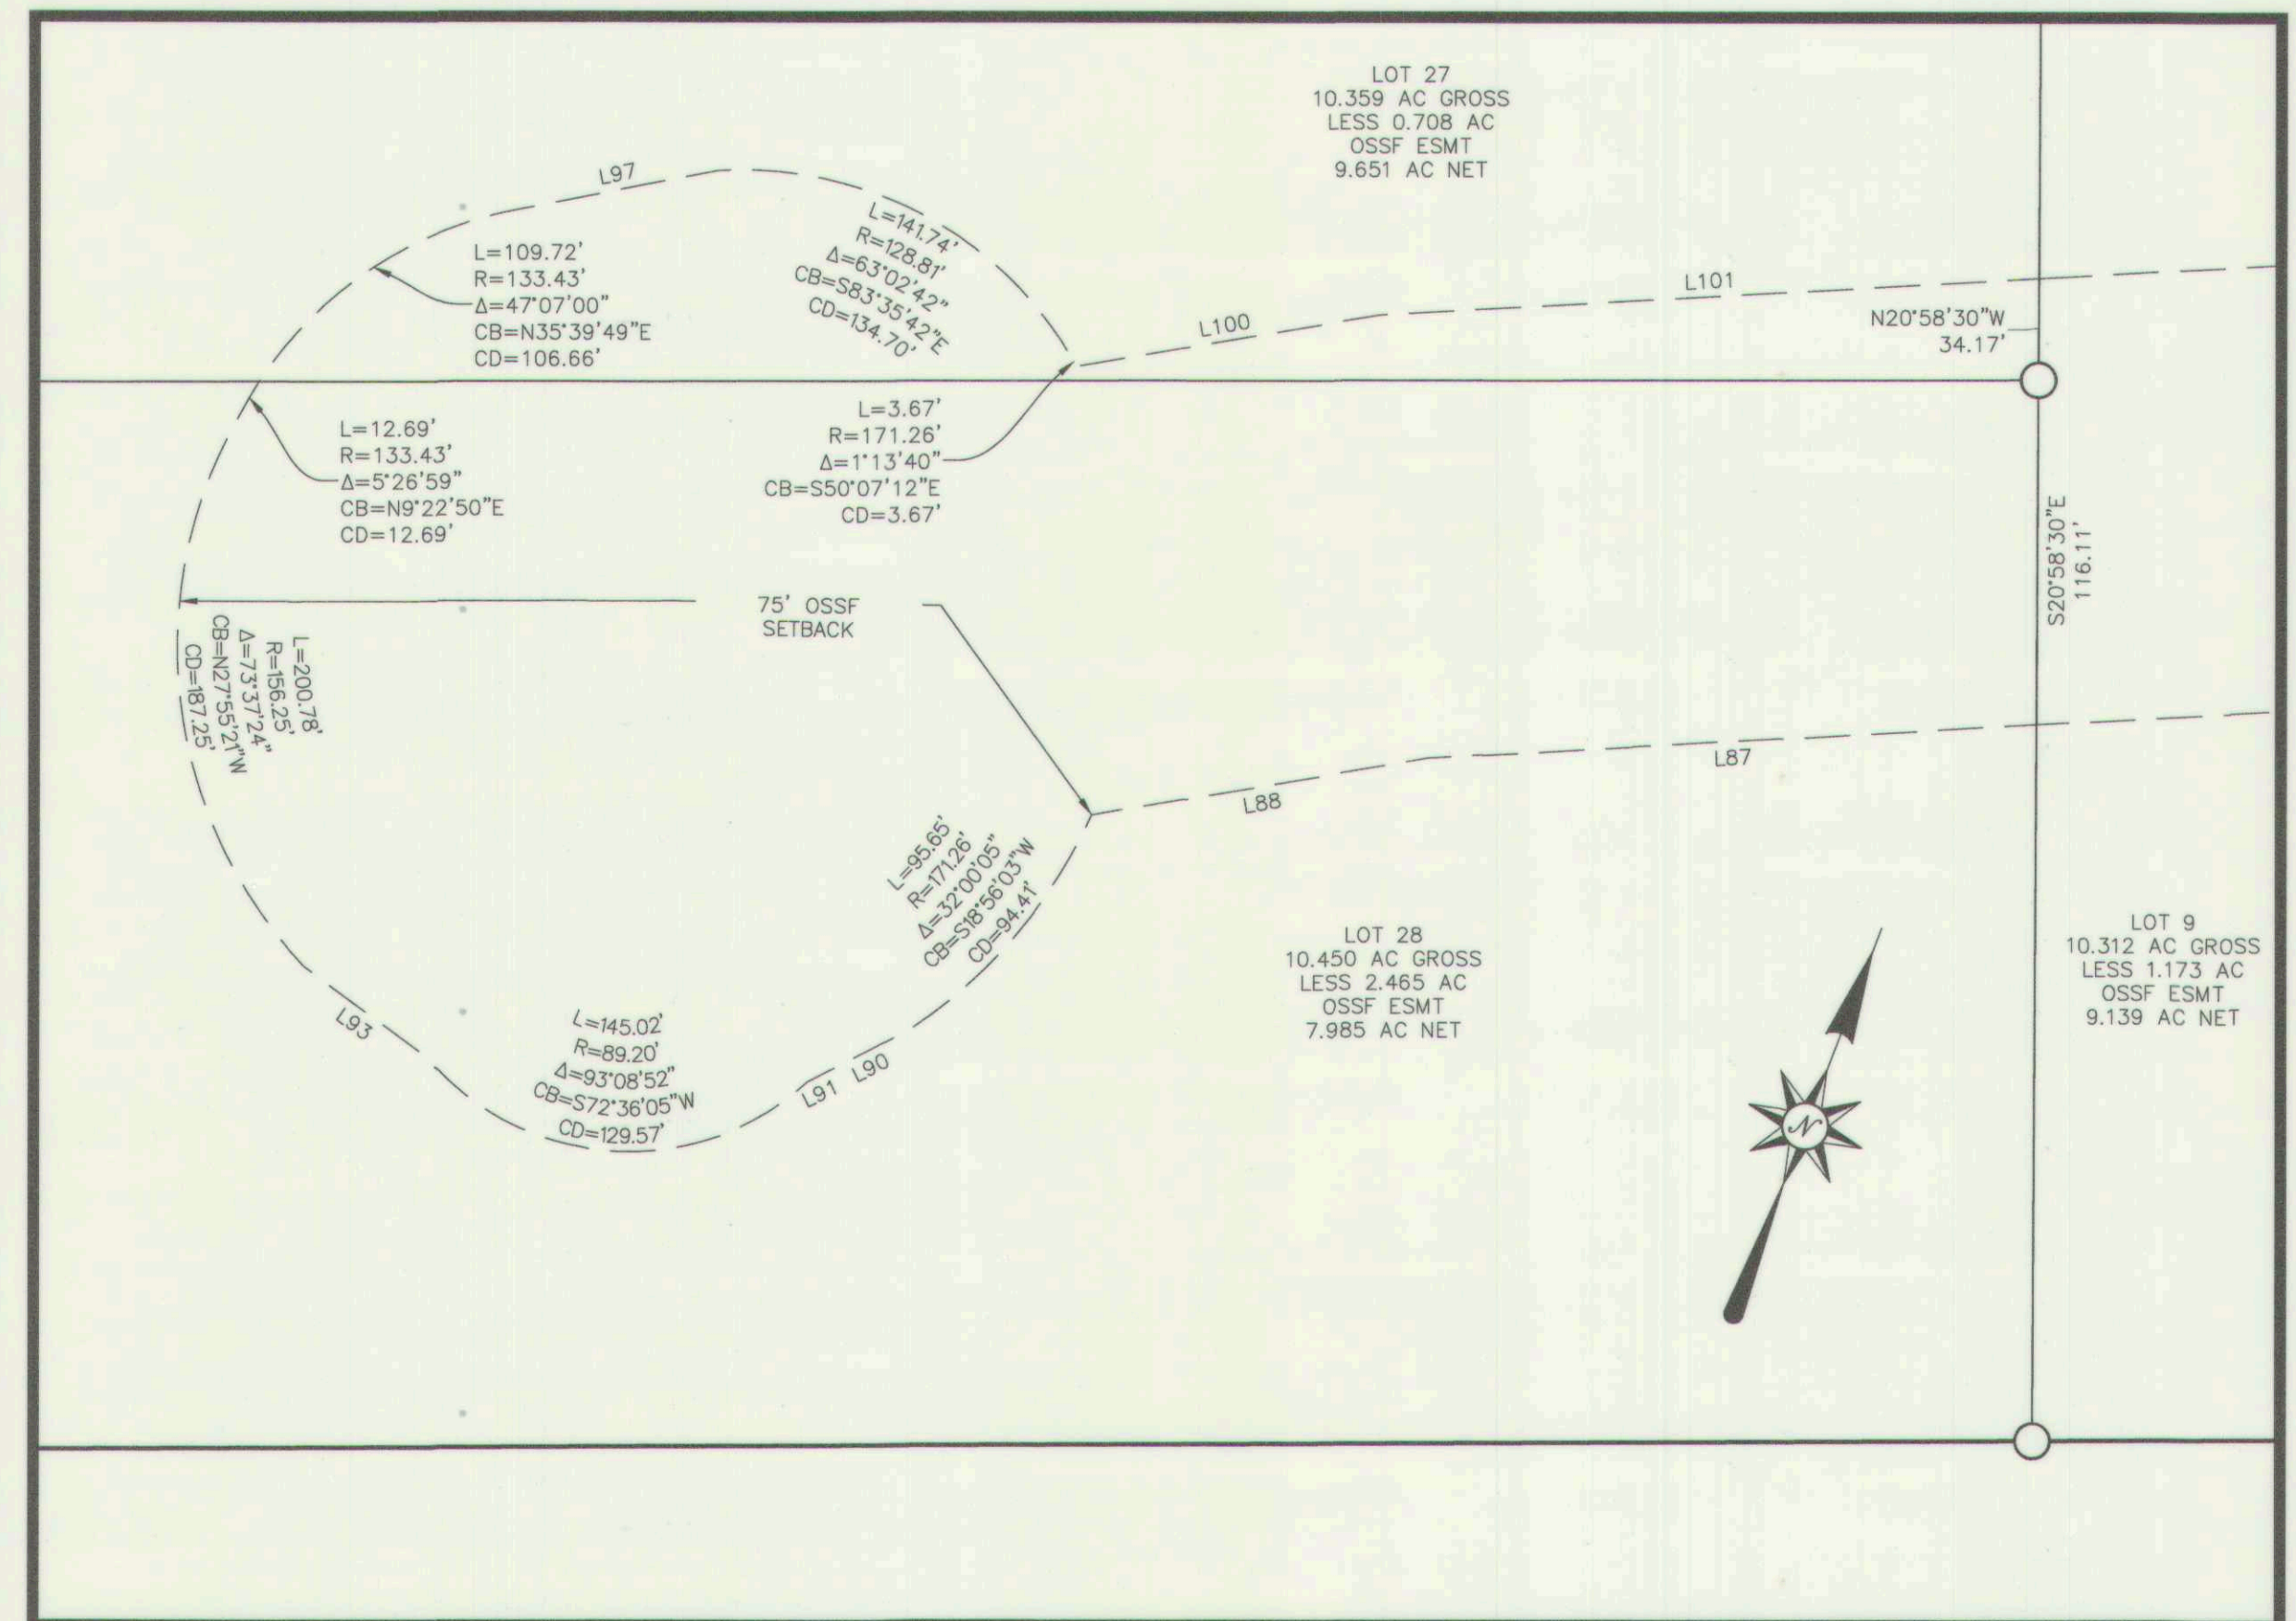 LOT 27
10.359 AC GROSS
LESS 0.708 AC
OSSF ESMT
9.651 AC NET
L97
L=141.74'
R=128.81'
Δ=63°02'42"
CB=S83°35'42"E
CD=134.70'
L=109.72'
R=133.43'
Δ=47°07'00"
CB=N35°39'49"E
CD=106.66'
L100
L101
N20°58'30"W
34.17'
L=12.69'
R=133.43'
Δ=5°26'59"
CB=N9°22'50"E
CD=12.69'
L=3.67'
R=171.26'
Δ=1°13'40"
CB=S50°07'12"E
CD=3.67'
S20°58'30"E
116.11'
75' OSSF
SETBACK
L=200.78'
R=156.25'
Δ=73°37'24"
CB=N27°55'21"W
CD=187.25'
L87
L88
L=95.65'
R=171.26'
Δ=32°00'05"
CB=S18°56'03"W
CD=94.41'
LOT 28
10.450 AC GROSS
LESS 2.465 AC
OSSF ESMT
7.985 AC NET
LOT 9
10.312 AC GROSS
LESS 1.173 AC
OSSF ESMT
9.139 AC NET
L93
L=145.02'
R=89.20'
Δ=93°08'52"
CB=S72°36'05"W
CD=129.57'
L91
L90
N